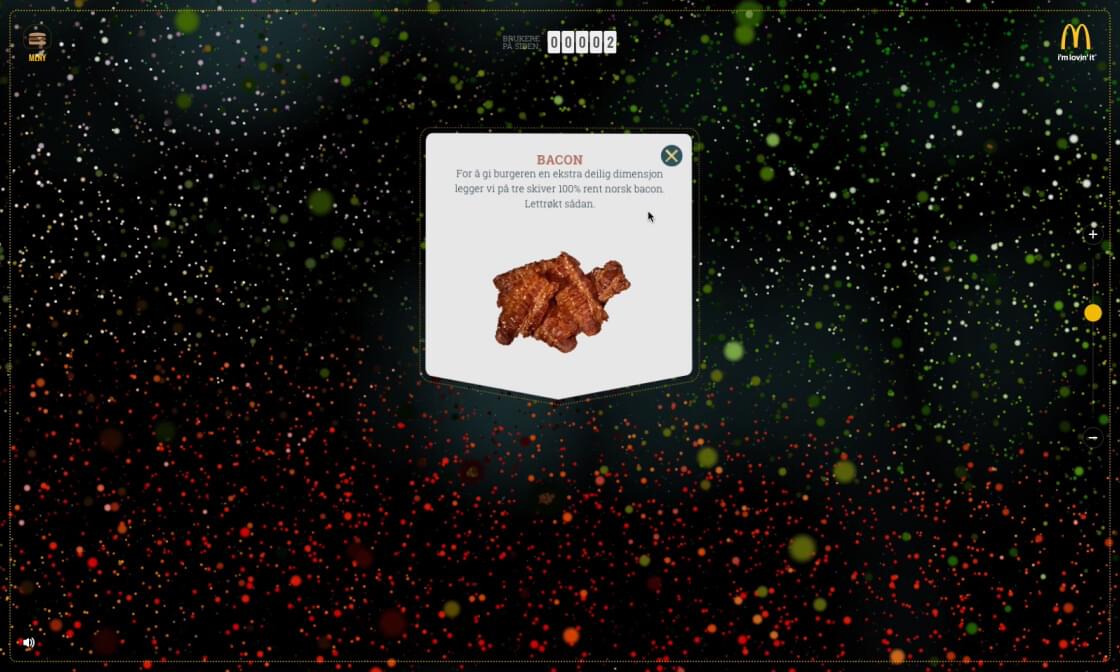 MENY
BRUKERE
PÅ SIDEN
00002
i'm lovin' it
BACON
For å gi burgeren en ekstra deilig dimensjon
legger vi på tre skiver 100% rent norsk bacon.
Lettrøkt sådan.